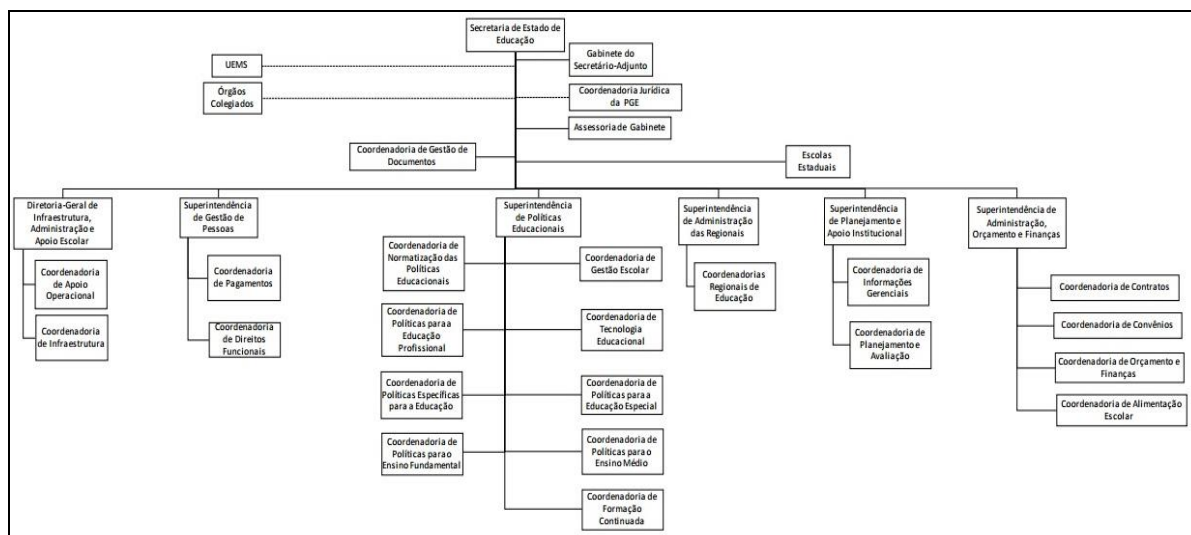 Secretaria de Estado de
Educação
Gabinete do
Secretário-Adjunto
UEMS
Órgãos
Colegiados
Coordenadoria Jurídica
da PGE
Assessoria de Gabinete
Coordenadoria de Gestão de
Documentos
Escolas
Estaduais
Diretoria-Geral de
Infraestrutura,
Administração e
Apoio Escolar
Coordenadoria
de Apoio
Operacional
Coordenadoria
de Infraestrutura
Superintendência
de Gestão de
Pessoas
Coordenadoria
de Pagamentos
Coordenadoria
de Direitos
Funcionais
Superintendência
de Políticas
Educacionais
Coordenadoria de
Normatização das
Políticas
Educacionais
Coordenadoria de
Gestão Escolar
Coordenadoria de
Políticas para a
Educação
Profissional
Coordenadoria de
Tecnologia
Educacional
Coordenadoria de
Políticas Específicas
para a Educação
Coordenadoria de
Políticas para a
Educação Especial
Coordenadoria de
Políticas para o
Ensino Fundamental
Coordenadoria de
Políticas para o
Ensino Médio
Coordenadoria de
Formação
Continuada
Superintendência
de Administração
das Regionais
Coordenadorias
Regionais de
Educação
Superintendência
de Planejamento e
Apoio Institucional
Coordenadoria de
Informações
Gerenciais
Coordenadoria de
Planejamento e
Avaliação
Superintendência
de Administração,
Orçamento e Finanças
Coordenadoria de Contratos
Coordenadoria de Convênios
Coordenadoria de Orçamento e
Finanças
Coordenadoria de Alimentação
Escolar